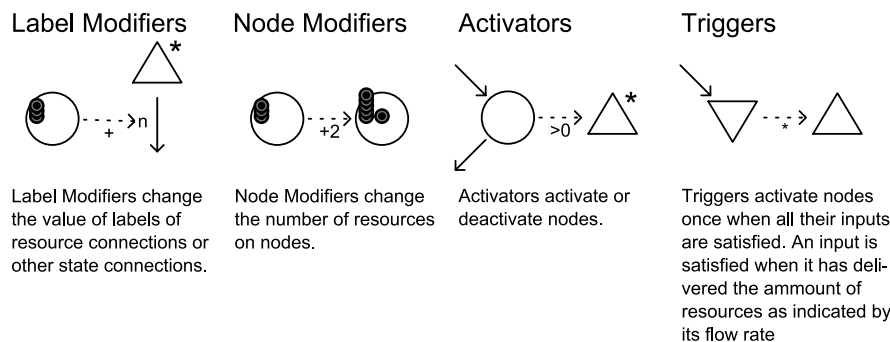 Label Modifiers
*
+
n
Label Modifiers change
the value of labels of
resource connections or
other state connections.
Node Modifiers
+2
Node Modifiers change
the number of resources
on nodes.
Activators
*
>0
Activators activate or
deactivate nodes.
Triggers
*
Triggers activate nodes
once when all their inputs
are satisfied. An input is
satisfied when it has deli-
vered the ammount of
resources as indicated by
its flow rate